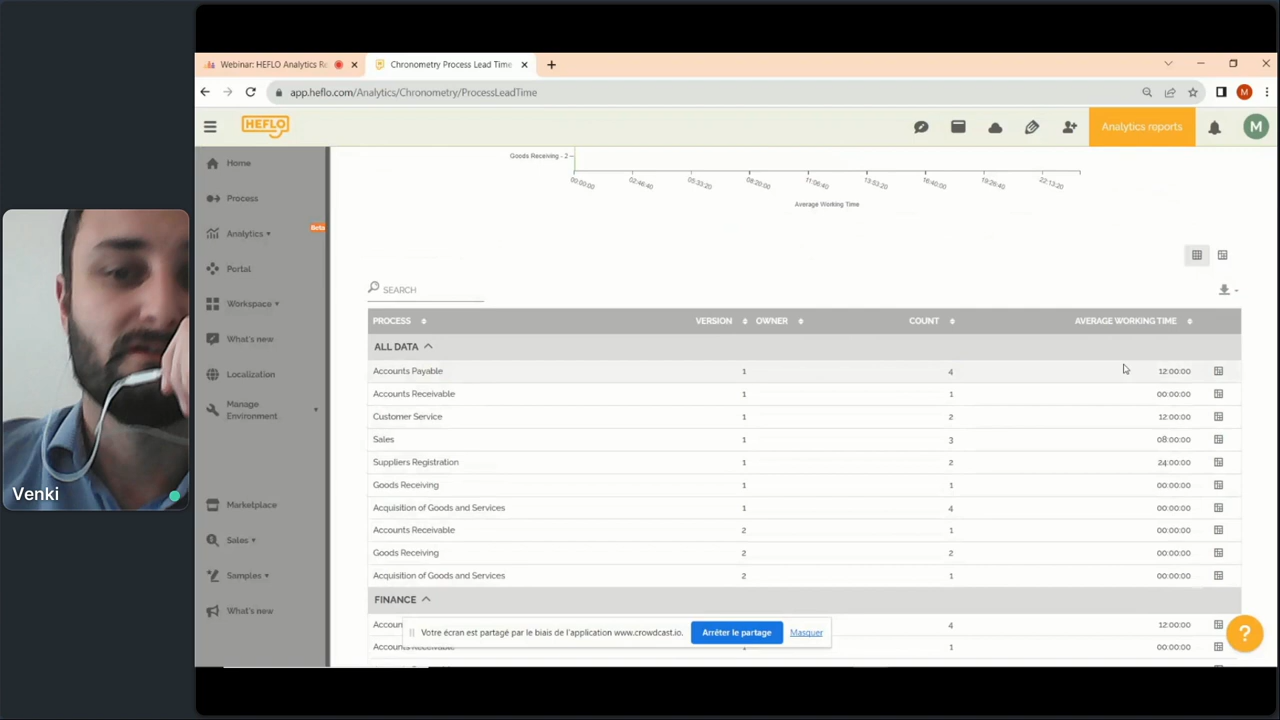 Webinar: HEFLO Analytics Re
Chronometry Process Lead Time
app.heflo.com/Analytics/Chronometry/ProcessLeadTime
M
HEFLO
Analytics reports
M
Home
Process
Analytics
Beta
Portal
Workspace
What's new
Localization
Manage
Environment
Marketplace
Sales
Samples
What's new
Goods Receiving - 2
00:00:00 02:46:40 05:33:20 08:20:00 11:06:40 13:53:20 16:40:00 19:26:40 22:13:20
Average Working Time
SEARCH
PROCESS VERSION OWNER COUNT AVERAGE WORKING TIME
ALL DATA
Accounts Payable 1 4 12:00:00
Accounts Receivable 1 1 00:00:00
Customer Service 1 2 12:00:00
Sales 1 3 08:00:00
Suppliers Registration 1 2 24:00:00
Goods Receiving 1 1 00:00:00
Acquisition of Goods and Services 1 4 00:00:00
Accounts Receivable 2 1 00:00:00
Goods Receiving 2 2 00:00:00
Acquisition of Goods and Services 2 1 00:00:00
FINANCE
Accoun 4 12:00:00
Accounts Receivable 1 00:00:00
Votre écran est partagé par le biais de l'application www.crowdcast.io.
Arrêter le partage
Masquer
?
Venki